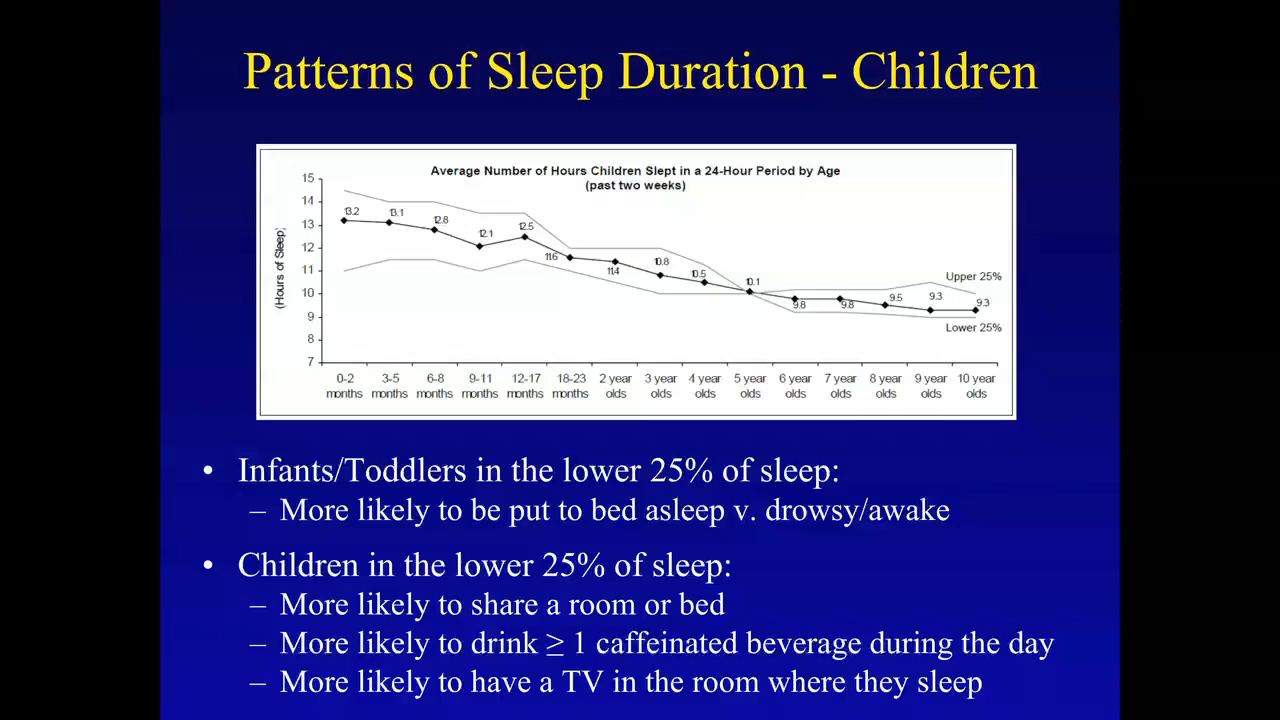 Patterns of Sleep Duration - Children
Average Number of Hours Children Slept in a 24-Hour Period by Age
(past two weeks)
(Hours of Sleep)
15
14
13
12
11
10
9
8
7
13.2
13.1
12.8
12.1
12.5
11.6
11.4
10.8
10.5
10.1
9.8
9.8
9.5
9.3
9.3
Upper 25%
Lower 25%
0-2 months
3-5 months
6-8 months
9-11 months
12-17 months
18-23 months
2 year olds
3 year olds
4 year olds
5 year olds
6 year olds
7 year olds
8 year olds
9 year olds
10 year olds
• Infants/Toddlers in the lower 25% of sleep:
– More likely to be put to bed asleep v. drowsy/awake
• Children in the lower 25% of sleep:
– More likely to share a room or bed
– More likely to drink ≥ 1 caffeinated beverage during the day
– More likely to have a TV in the room where they sleep